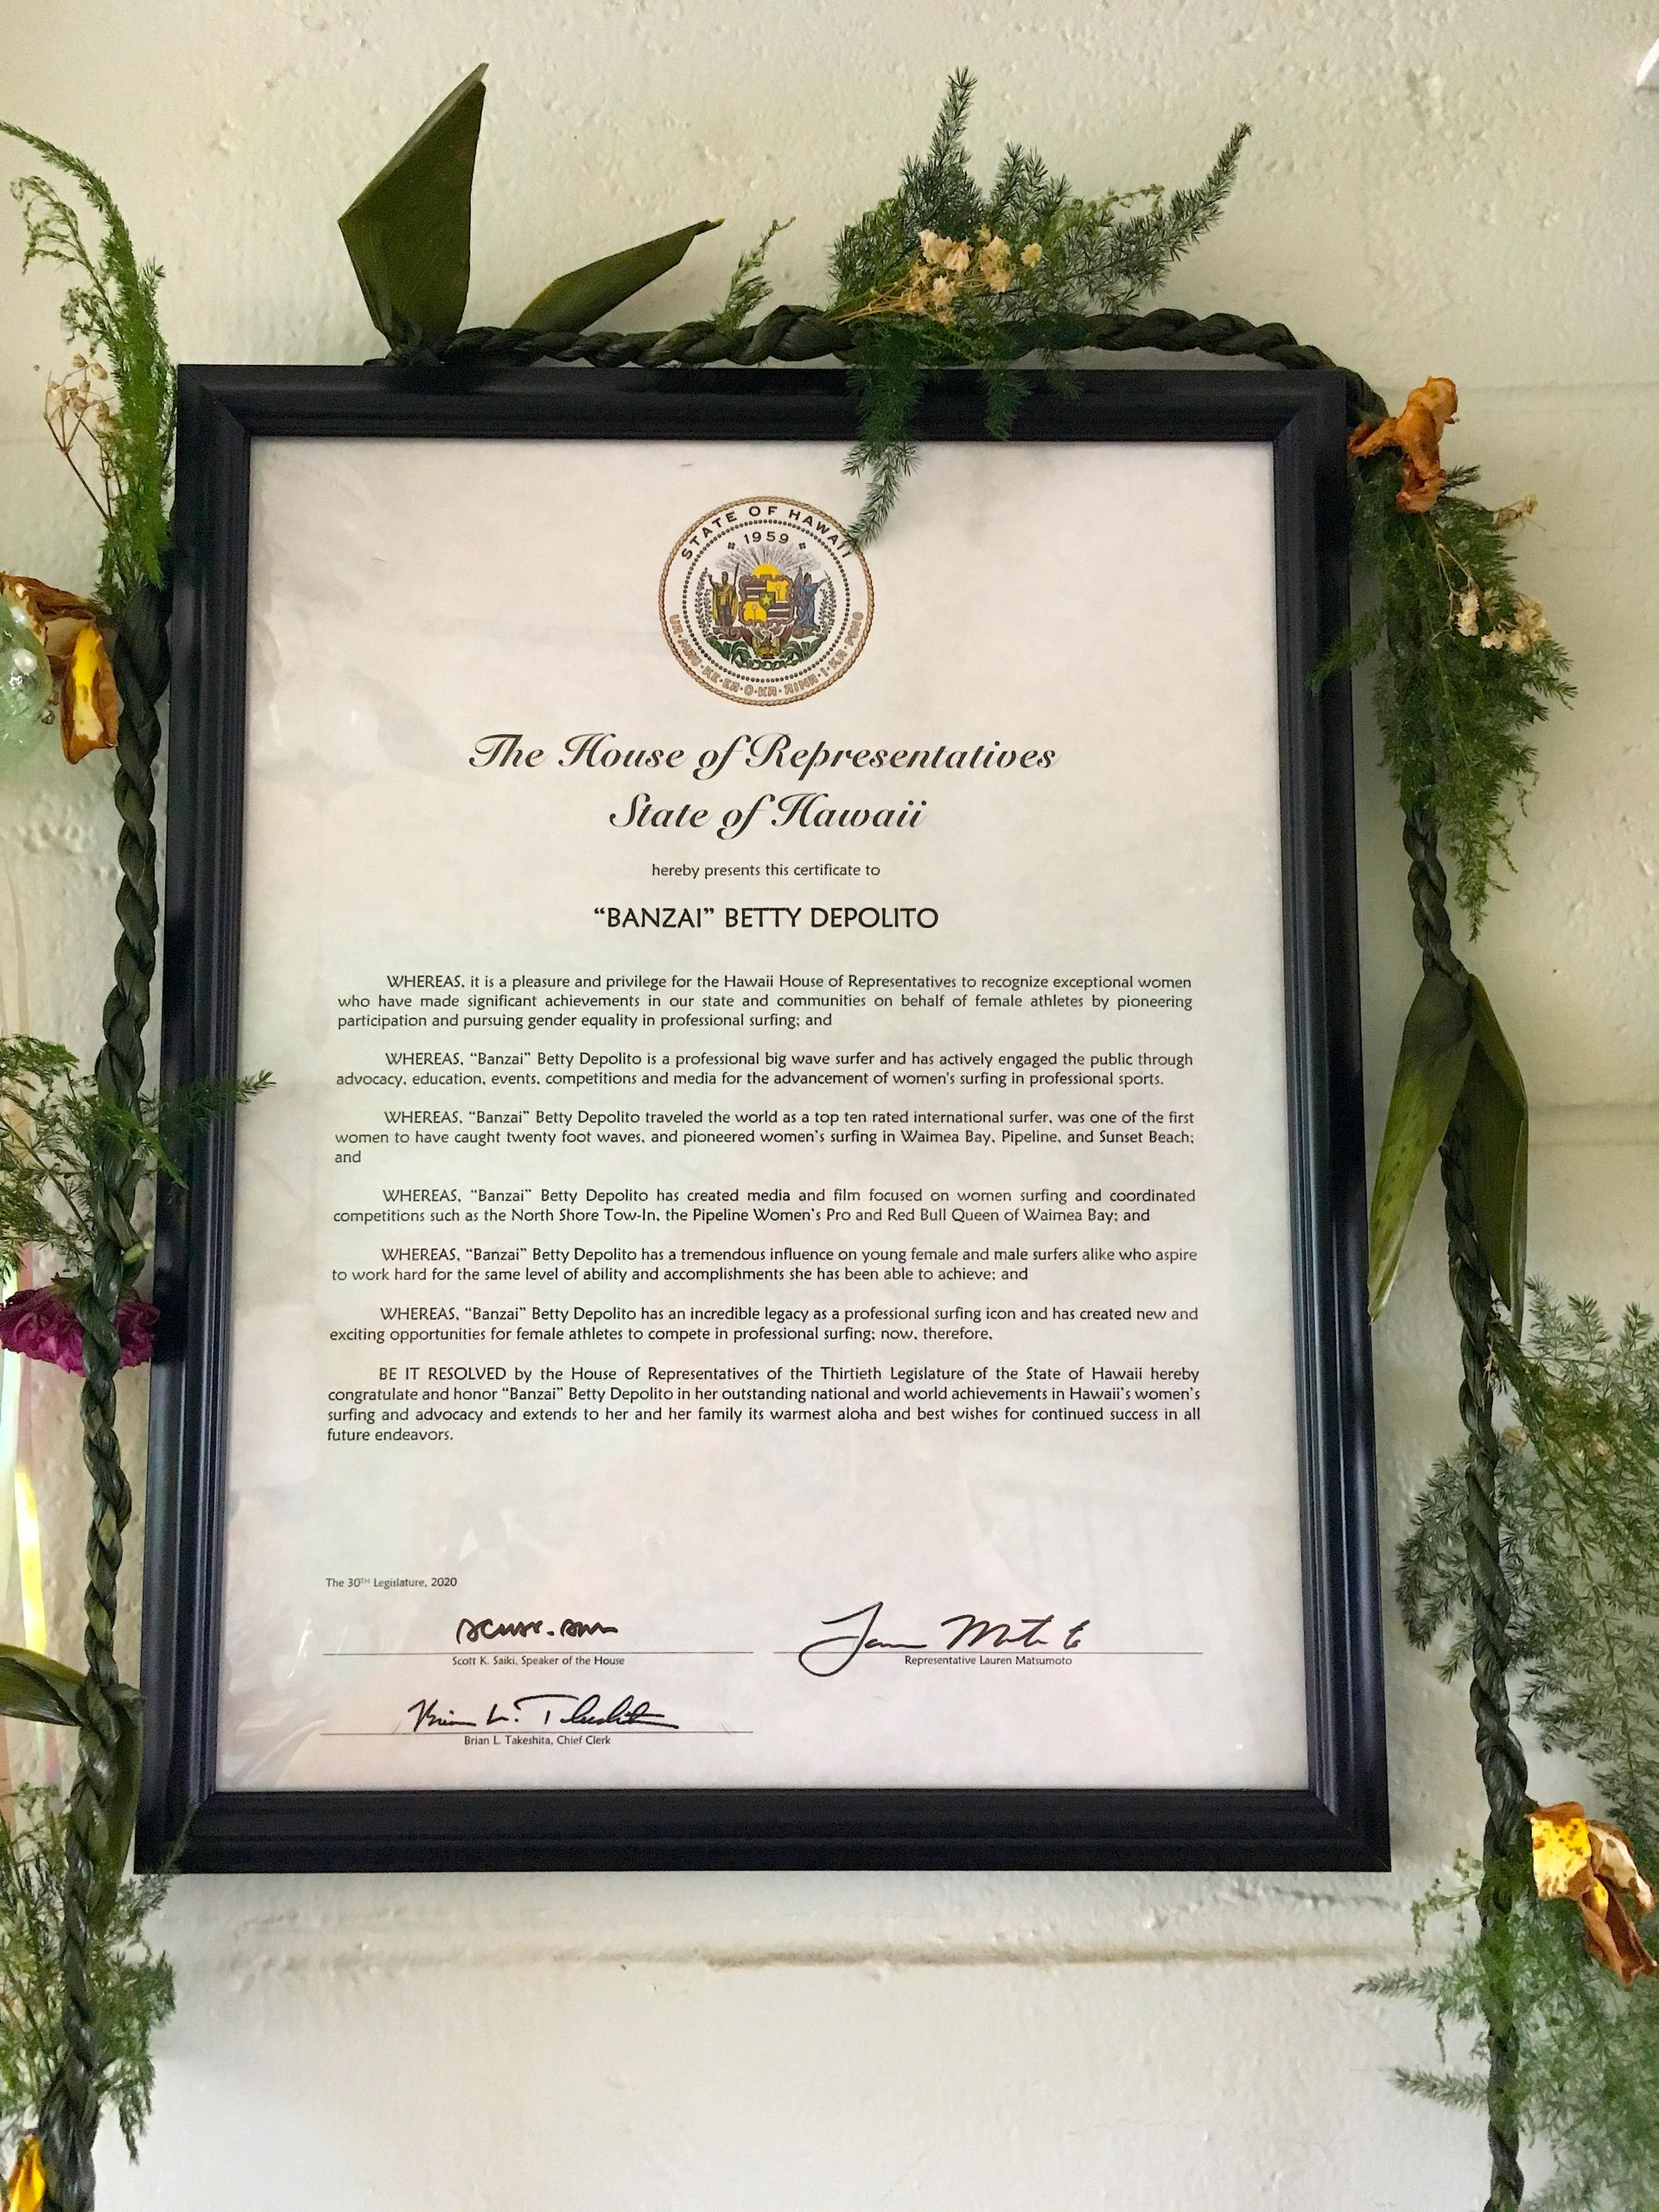 STATE OF HAWAII
1959
UA·MAU·KE·EA·O·KA·AINA·I·KA·PONO
The House of Representatives
State of Hawaii
hereby presents this certificate to
“BANZAI” BETTY DEPOLITO
WHEREAS, it is a pleasure and privilege for the Hawaii House of Representatives to recognize exceptional women
who have made significant achievements in our state and communities on behalf of female athletes by pioneering
participation and pursuing gender equality in professional surfing; and
WHEREAS, “Banzai” Betty Depolito is a professional big wave surfer and has actively engaged the public through
advocacy, education, events, competitions and media for the advancement of women's surfing in professional sports.
WHEREAS, “Banzai” Betty Depolito traveled the world as a top ten rated international surfer, was one of the first
women to have caught twenty foot waves, and pioneered women’s surfing in Waimea Bay, Pipeline, and Sunset Beach;
and
WHEREAS, “Banzai” Betty Depolito has created media and film focused on women surfing and coordinated
competitions such as the North Shore Tow-In, the Pipeline Women’s Pro and Red Bull Queen of Waimea Bay; and
WHEREAS, “Banzai” Betty Depolito has a tremendous influence on young female and male surfers alike who aspire
to work hard for the same level of ability and accomplishments she has been able to achieve; and
WHEREAS, “Banzai” Betty Depolito has an incredible legacy as a professional surfing icon and has created new and
exciting opportunities for female athletes to compete in professional surfing; now, therefore,
BE IT RESOLVED by the House of Representatives of the Thirtieth Legislature of the State of Hawaii hereby
congratulate and honor “Banzai” Betty Depolito in her outstanding national and world achievements in Hawaii’s women’s
surfing and advocacy and extends to her and her family its warmest aloha and best wishes for continued success in all
future endeavors.
The 30TH Legislature, 2020
Scott K. Saiki, Speaker of the House
Representative Lauren Matsumoto
Brian L. Takeshita, Chief Clerk